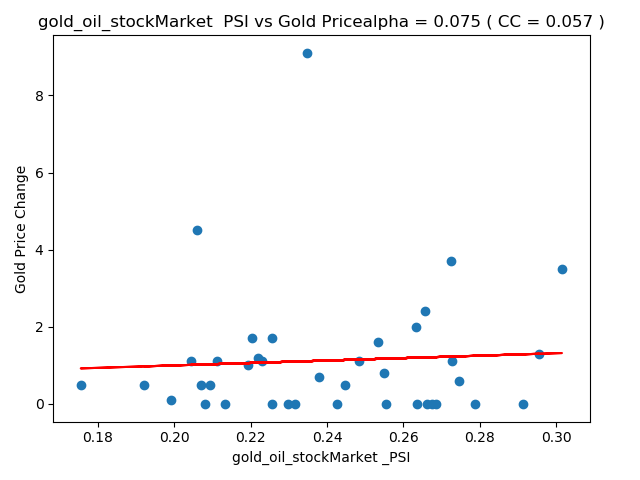 gold_oil_stockMarket  PSI vs Gold Pricealpha = 0.075 ( CC = 0.057 )
Gold Price Change
8
6
4
2
0
0.18 0.20 0.22 0.24 0.26 0.28 0.30
gold_oil_stockMarket _PSI